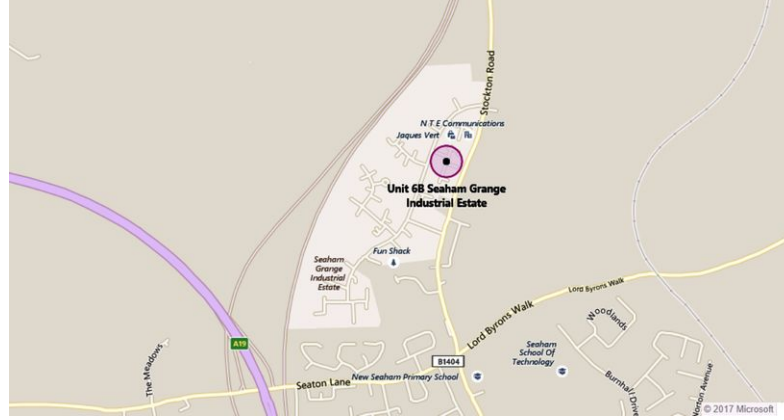 Stockton Road
N T E Communications
Jaques Vert
Unit 6B Seaham Grange
Industrial Estate
Fun Shack
Seaham
Grange
Industrial
Estate
Lord Byrons Walk
Lord Byrons Walk
Woodlands
A19
B1404
Seaham
School Of
Technology
The Meadows
New Seaham Primary School
Seaton Lane
Burnhall Drive
Norton Avenue
© 2017 Microsoft